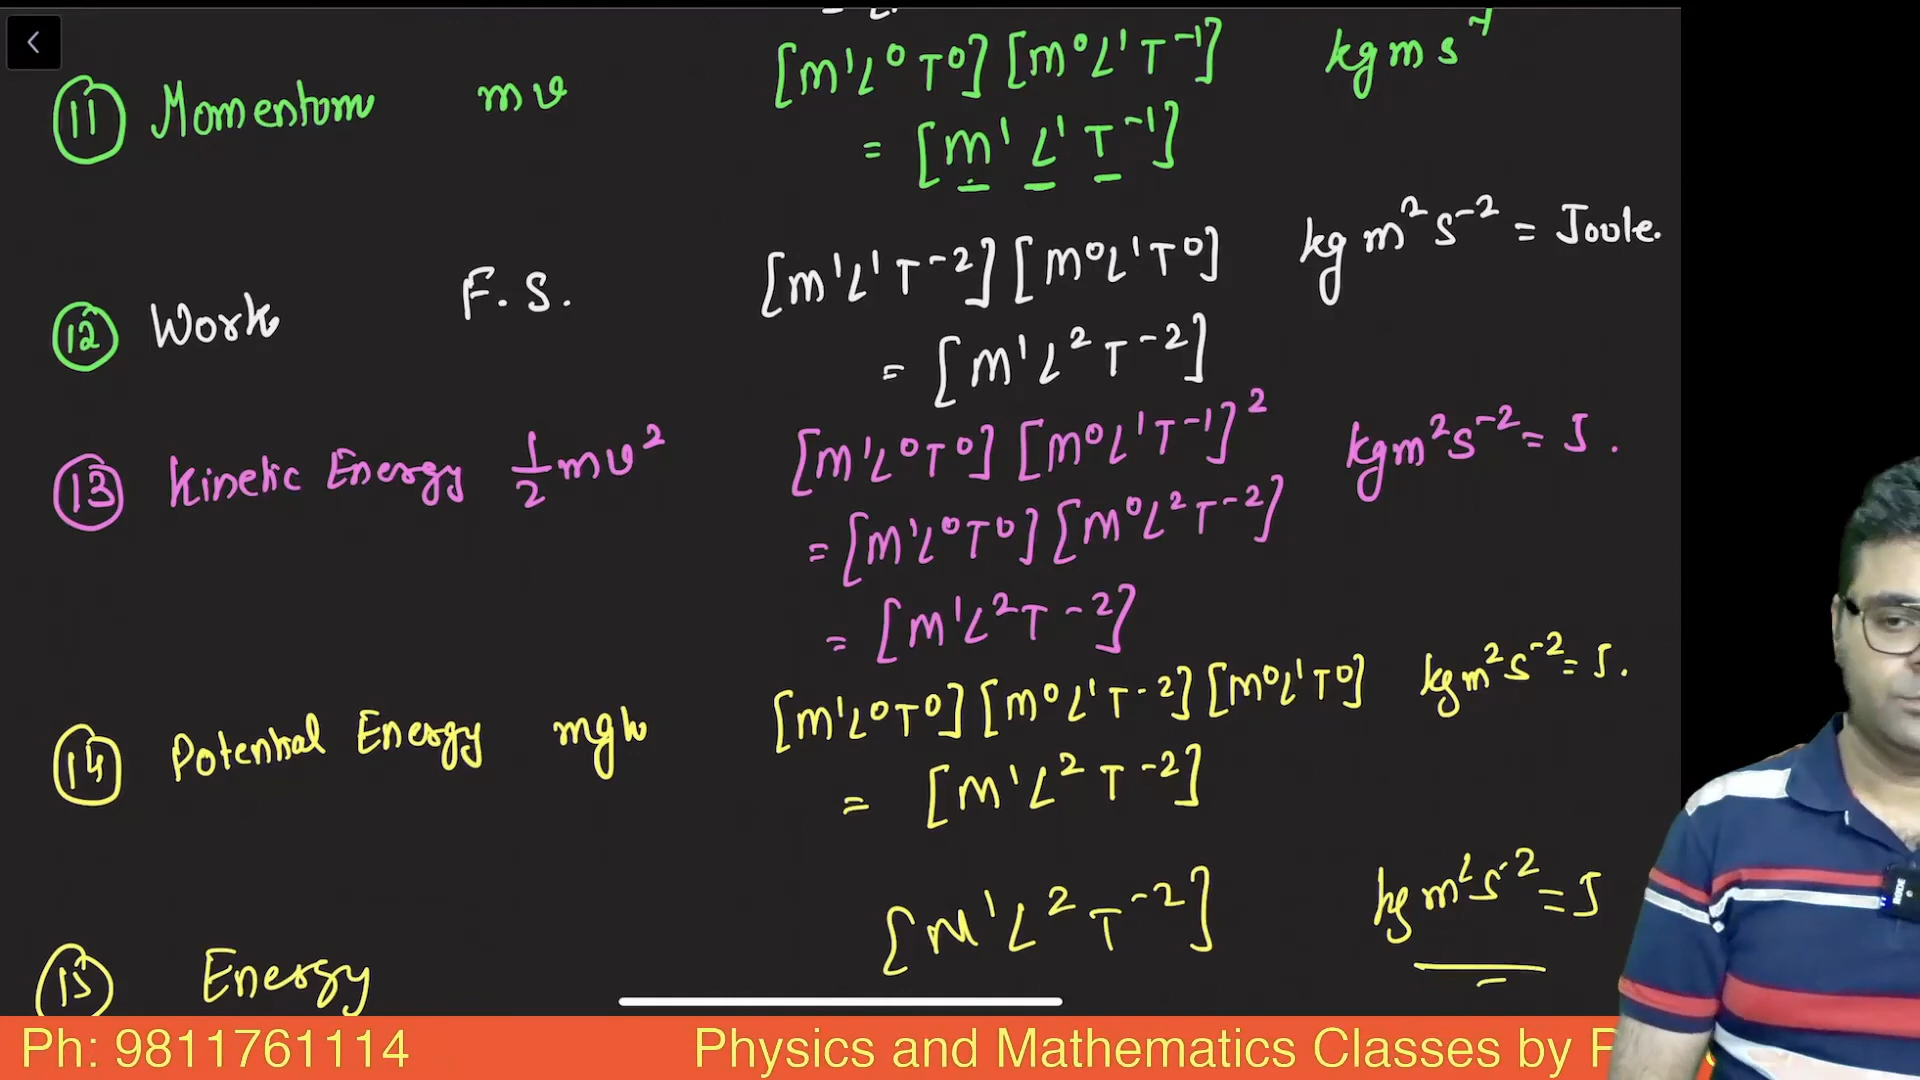 [M¹L⁰T⁰] [M⁰L¹T⁻¹] kg m s⁻¹
11 Momentum mv
= [M¹ L¹ T⁻¹]
[M¹L¹T⁻²] [M⁰L¹T⁰] kg m² s⁻² = Joule.
12 Work F. S.
= [M¹L²T⁻²]
13 Kinetic Energy ½mv² [M¹L⁰T⁰] [M⁰L¹T⁻¹]² kgm²s⁻² = J.
= [M¹L⁰T⁰] [M⁰L²T⁻²]
= [M¹L²T⁻²]
14 Potential Energy mgh [M¹L⁰T⁰] [M⁰L¹T⁻²] [M⁰L¹T⁰] kgm²s⁻² = J.
= [M¹L²T⁻²]
15 Energy [M¹L²T⁻²] kgm²s⁻² = J
Ph: 9811761114 Physics and Mathematics Classes by